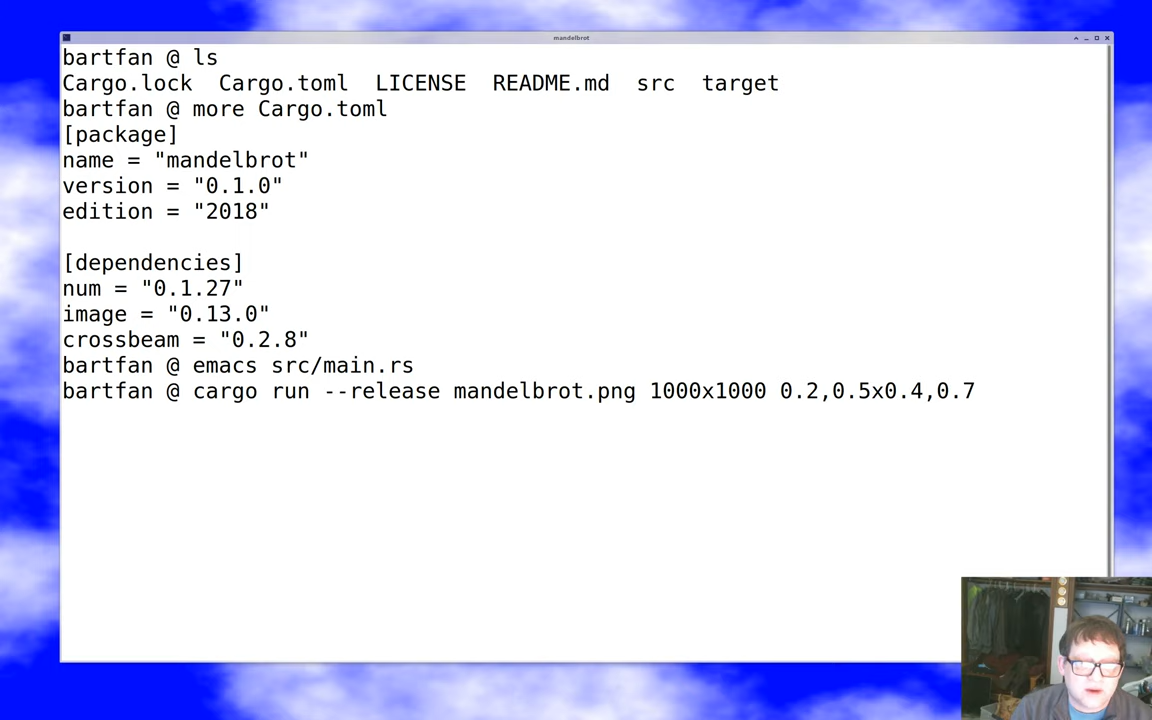 mandelbrot
bartfan @ ls
Cargo.lock  Cargo.toml  LICENSE  README.md  src  target
bartfan @ more Cargo.toml
[package]
name = "mandelbrot"
version = "0.1.0"
edition = "2018"

[dependencies]
num = "0.1.27"
image = "0.13.0"
crossbeam = "0.2.8"
bartfan @ emacs src/main.rs
bartfan @ cargo run --release mandelbrot.png 1000x1000 0.2,0.5x0.4,0.7